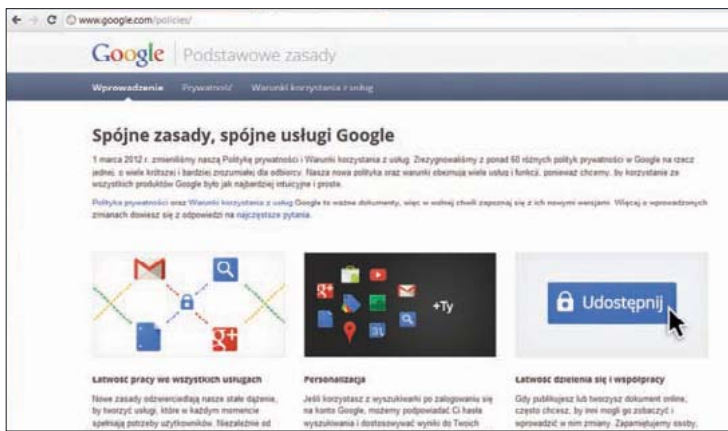 www.google.com/policies/
Google Podstawowe zasady
Wprowadzenie Prywatność Warunki korzystania z usług
Spójne zasady, spójne usługi Google
1 marca 2012 r. zmieniliśmy naszą Politykę prywatności i Warunki korzystania z usług. Zrezygnowaliśmy z ponad 60 różnych polityk prywatności w Google na rzecz
jednej, o wiele krótszej i bardziej zrozumiałej dla odbiorcy. Nasza nowa polityka oraz warunki obejmują wiele usług i funkcji, ponieważ chcemy, by korzystanie ze
wszystkich produktów Google było jak najbardziej intuicyjne i proste.
Polityka prywatności oraz Warunki korzystania z usług Google to ważne dokumenty, więc w wolnej chwili zapoznaj się z ich nowymi wersjami. Więcej o wprowadzonych
zmianach dowiesz się z odpowiedzi na najczęstsze pytania.
g+
g+
31
+Ty
Udostępnij
Łatwość pracy we wszystkich usługach
Nowe zasady odzwierciedlają nasze stałe dążenie,
by tworzyć usługi, które w każdym momencie
spełniają potrzeby użytkowników. Niezależnie od
Personalizacja
Jeśli korzystasz z wyszukiwarki po zalogowaniu się
na konto Google, możemy podpowiadać Ci hasła
wyszukiwania i dostosowywać wyniki do Twoich
Łatwość dzielenia się i współpracy
Gdy publikujesz lub tworzysz dokument online,
często chcesz, by inni mogli go zobaczyć i
wprowadzić w nim zmiany. Zapamiętujemy osoby,